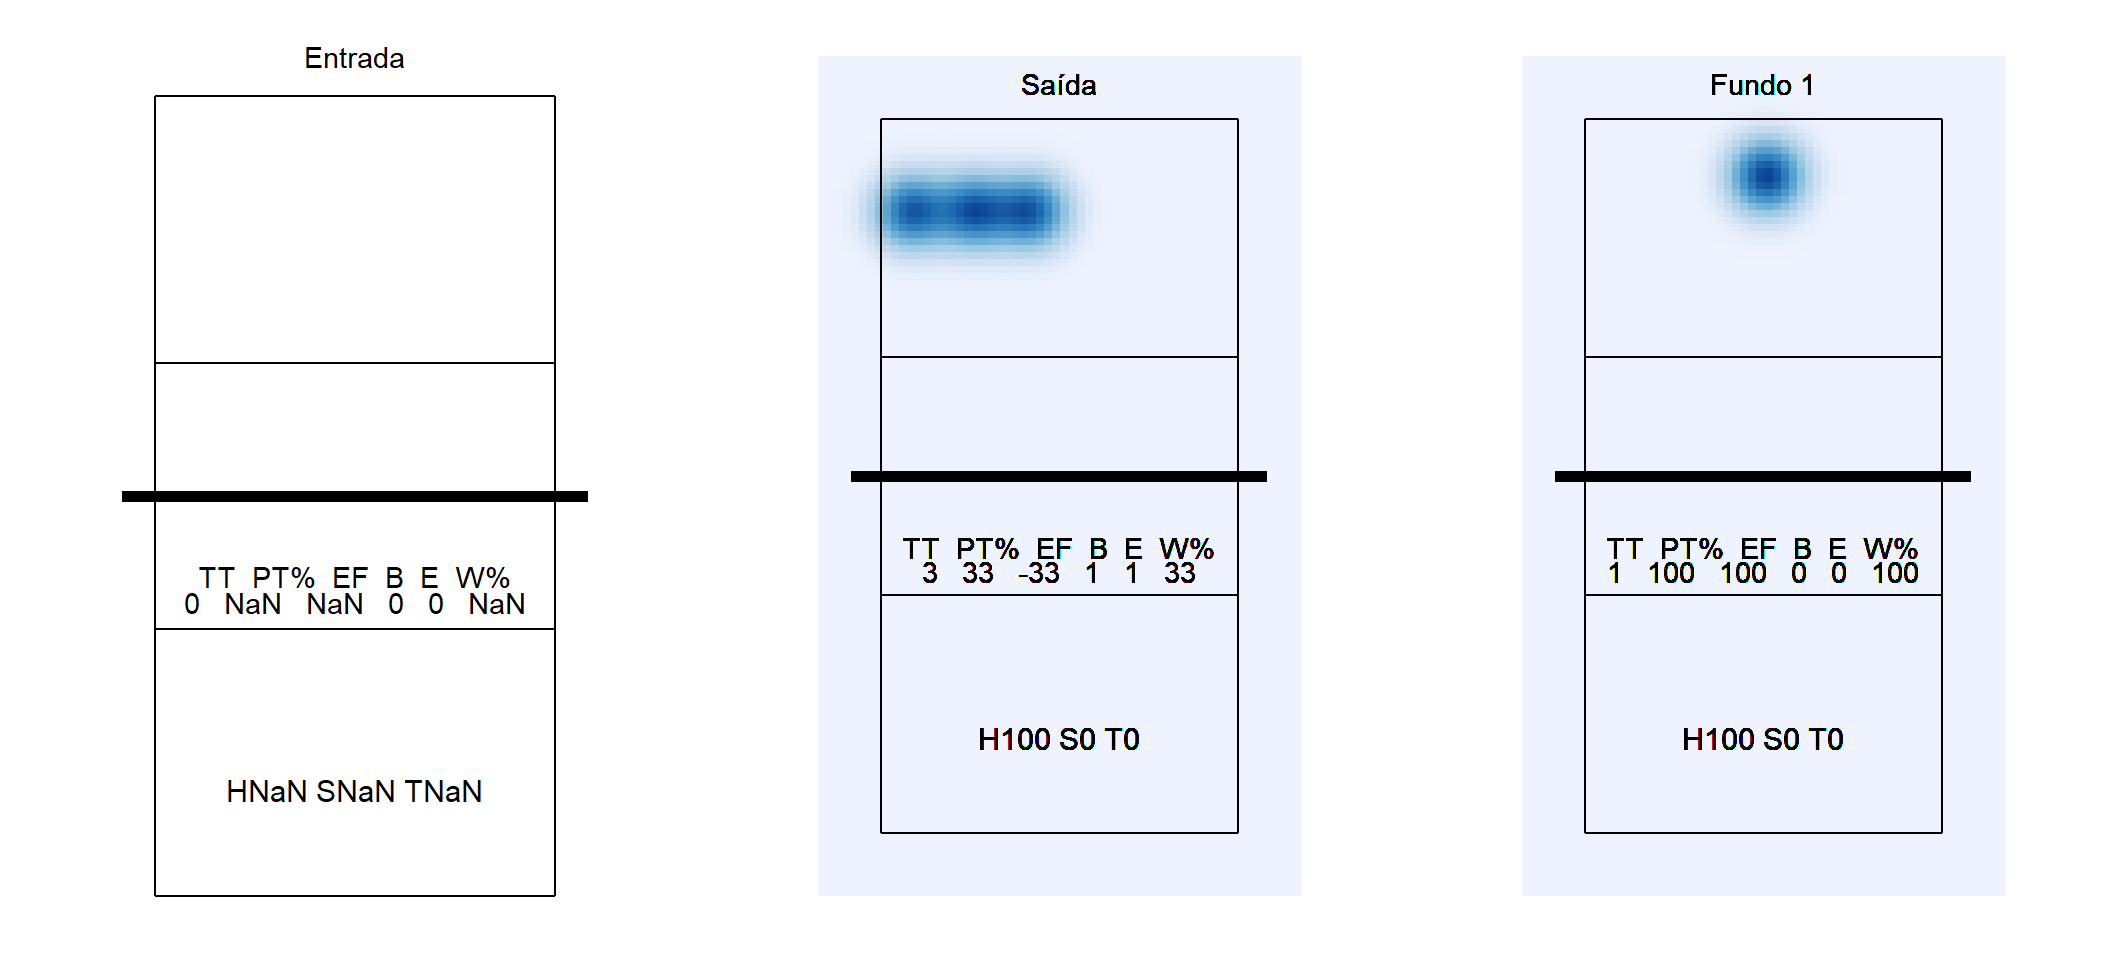 Entrada
TT PT% EF B E W%
0 NaN NaN 0 0 NaN
HNaN SNaN TNaN
Saída
TT PT% EF B E W%
3 33 -33 1 1 33
H100 S0 T0
Fundo 1
TT PT% EF B E W%
1 100 100 0 0 100
H100 S0 T0